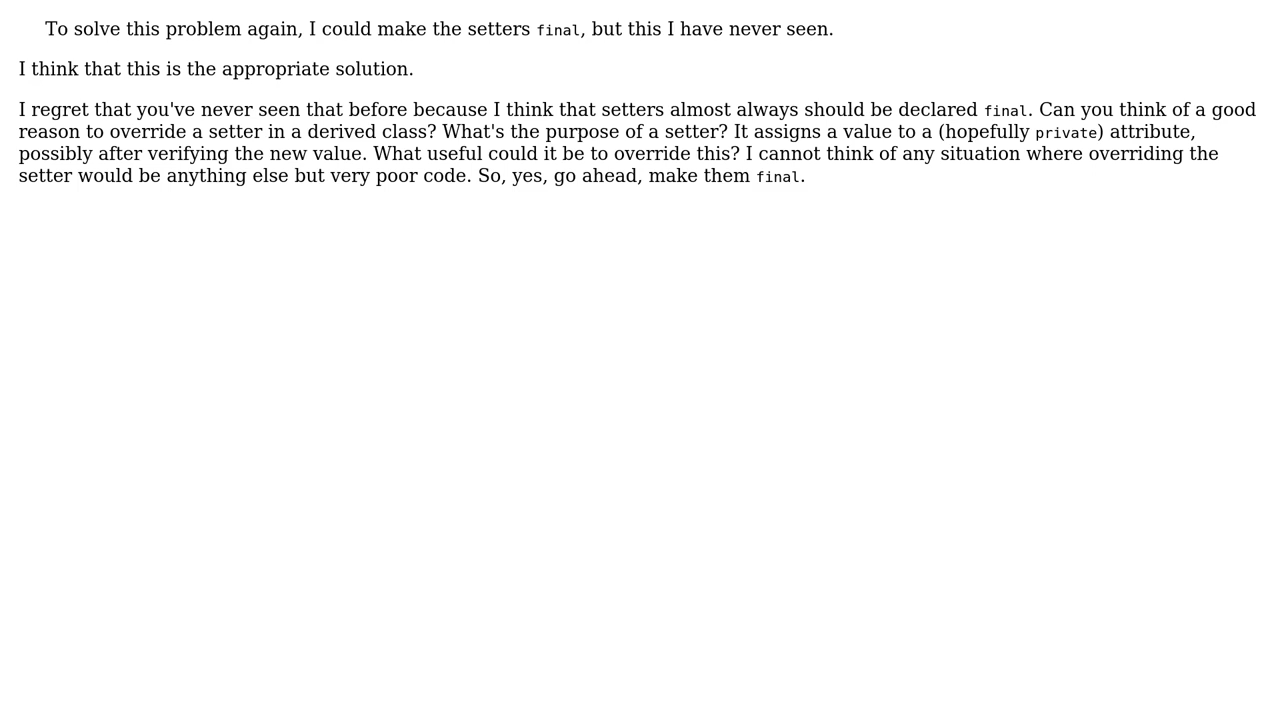 To solve this problem again, I could make the setters final, but this I have never seen.
I think that this is the appropriate solution.
I regret that you've never seen that before because I think that setters almost always should be declared final. Can you think of a good
reason to override a setter in a derived class? What's the purpose of a setter? It assigns a value to a (hopefully private) attribute,
possibly after verifying the new value. What useful could it be to override this? I cannot think of any situation where overriding the
setter would be anything else but very poor code. So, yes, go ahead, make them final.